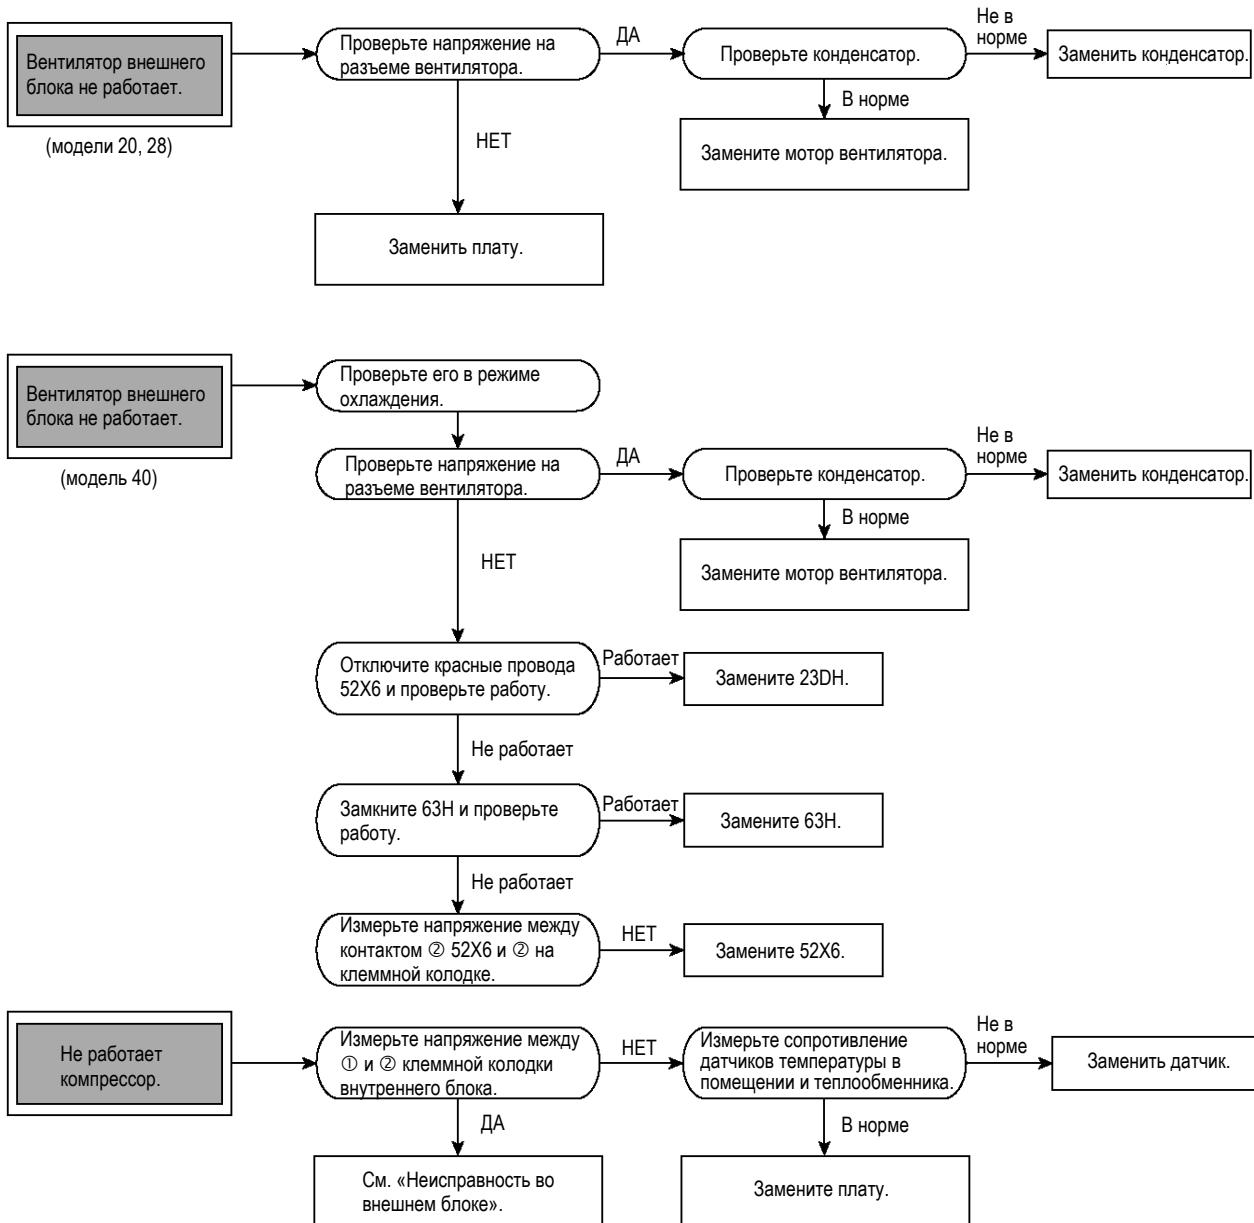 Вентилятор внешнего
блока не работает.
(модели 20, 28)
Проверьте напряжение на
разъеме вентилятора.
ДА
Проверьте конденсатор.
Не в
норме
Заменить конденсатор.
В норме
Замените мотор вентилятора.
НЕТ
Заменить плату.
Вентилятор внешнего
блока не работает.
(модель 40)
Проверьте его в режиме
охлаждения.
Проверьте напряжение на
разъеме вентилятора.
ДА
Проверьте конденсатор.
Не в
норме
Заменить конденсатор.
В норме
Замените мотор вентилятора.
НЕТ
Отключите красные провода
52X6 и проверьте работу.
Работает
Замените 23DH.
Не работает
Замкните 63H и проверьте
работу.
Работает
Замените 63H.
Не работает
Измерьте напряжение между
контактом ② 52X6 и ② на
клеммной колодке.
НЕТ
Замените 52X6.
Не работает
компрессор.
Измерьте напряжение между
① и ② клеммной колодки
внутреннего блока.
НЕТ
Измерьте сопротивление
датчиков температуры в
помещении и теплообменника.
Не в
норме
Заменить датчик.
ДА
В норме
См. «Неисправность во
внешнем блоке».
Замените плату.